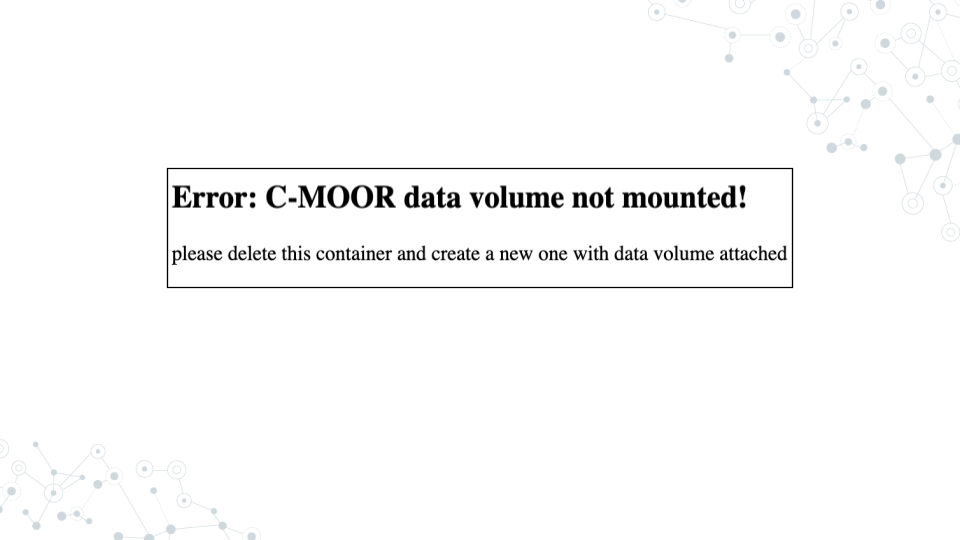 Error: C-MOOR data volume not mounted!
please delete this container and create a new one with data volume attached